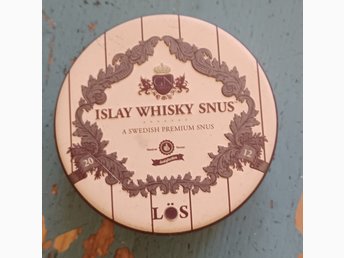 ISLAY WHISKY SNUS
A SWEDISH PREMIUM SNUS
20 12
LÖS